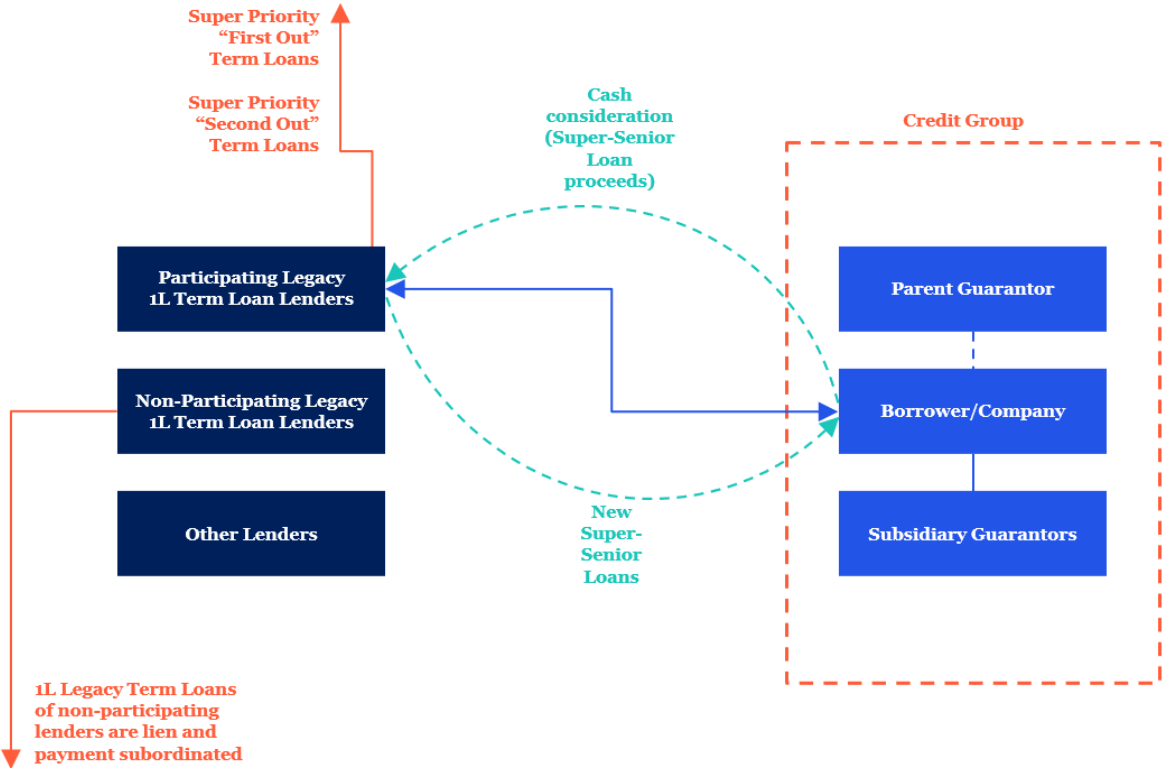 Super Priority
“First Out”
Term Loans
Super Priority
“Second Out”
Term Loans
Cash
consideration
(Super-Senior
Loan
proceeds)
Credit Group
Participating Legacy
1L Term Loan Lenders
Parent Guarantor
Non-Participating Legacy
1L Term Loan Lenders
Borrower/Company
Other Lenders
New
Super-
Senior
Loans
Subsidiary Guarantors
1L Legacy Term Loans
of non-participating
lenders are lien and
payment subordinated